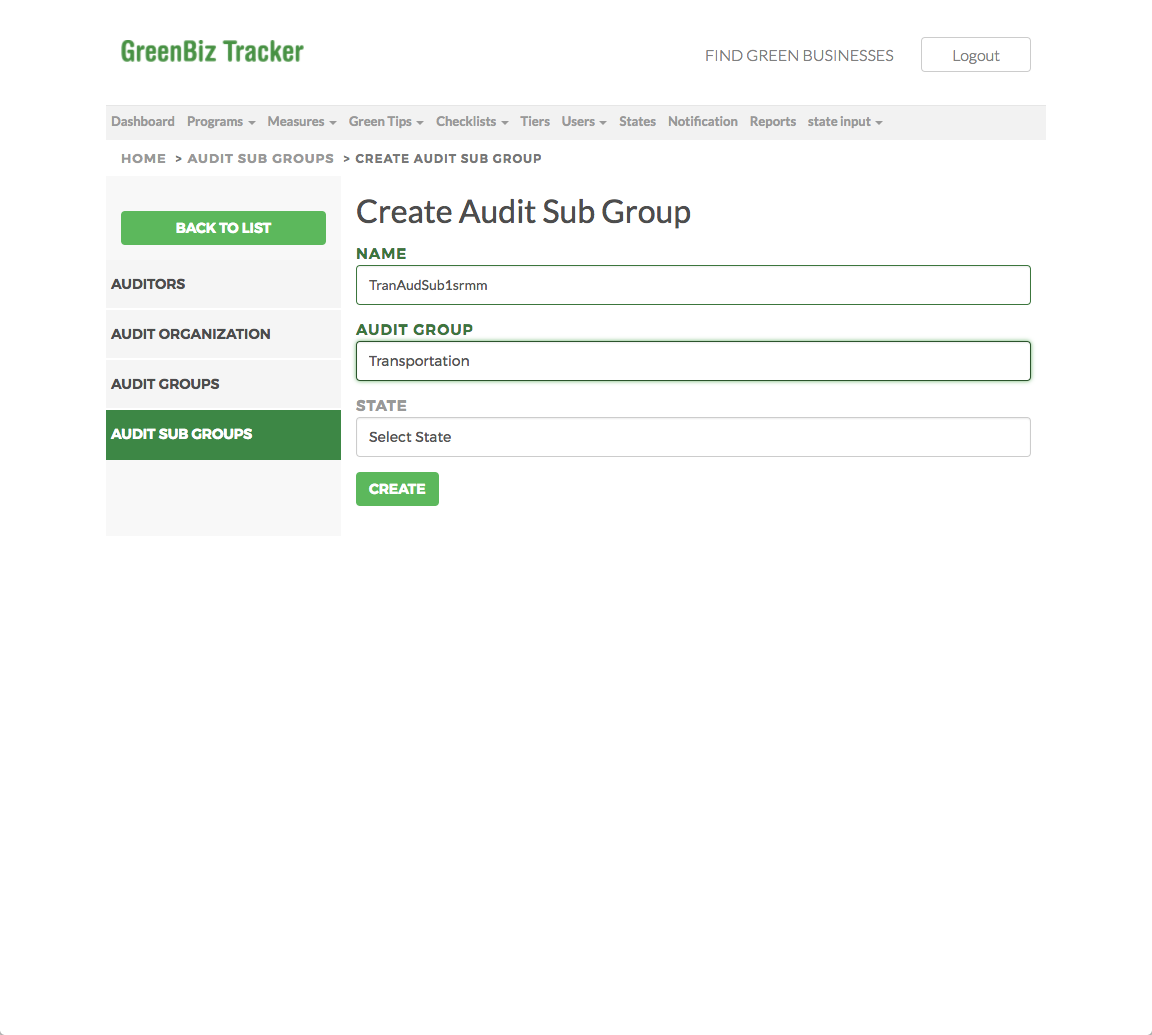 GreenBiz Tracker
FIND GREEN BUSINESSES
Logout
Dashboard Programs Measures Green Tips Checklists Tiers Users States Notification Reports state input
HOME > AUDIT SUB GROUPS > CREATE AUDIT SUB GROUP
BACK TO LIST
AUDITORS
AUDIT ORGANIZATION
AUDIT GROUPS
AUDIT SUB GROUPS
Create Audit Sub Group
NAME
TranAudSub1srmm
AUDIT GROUP
Transportation
STATE
Select State
CREATE